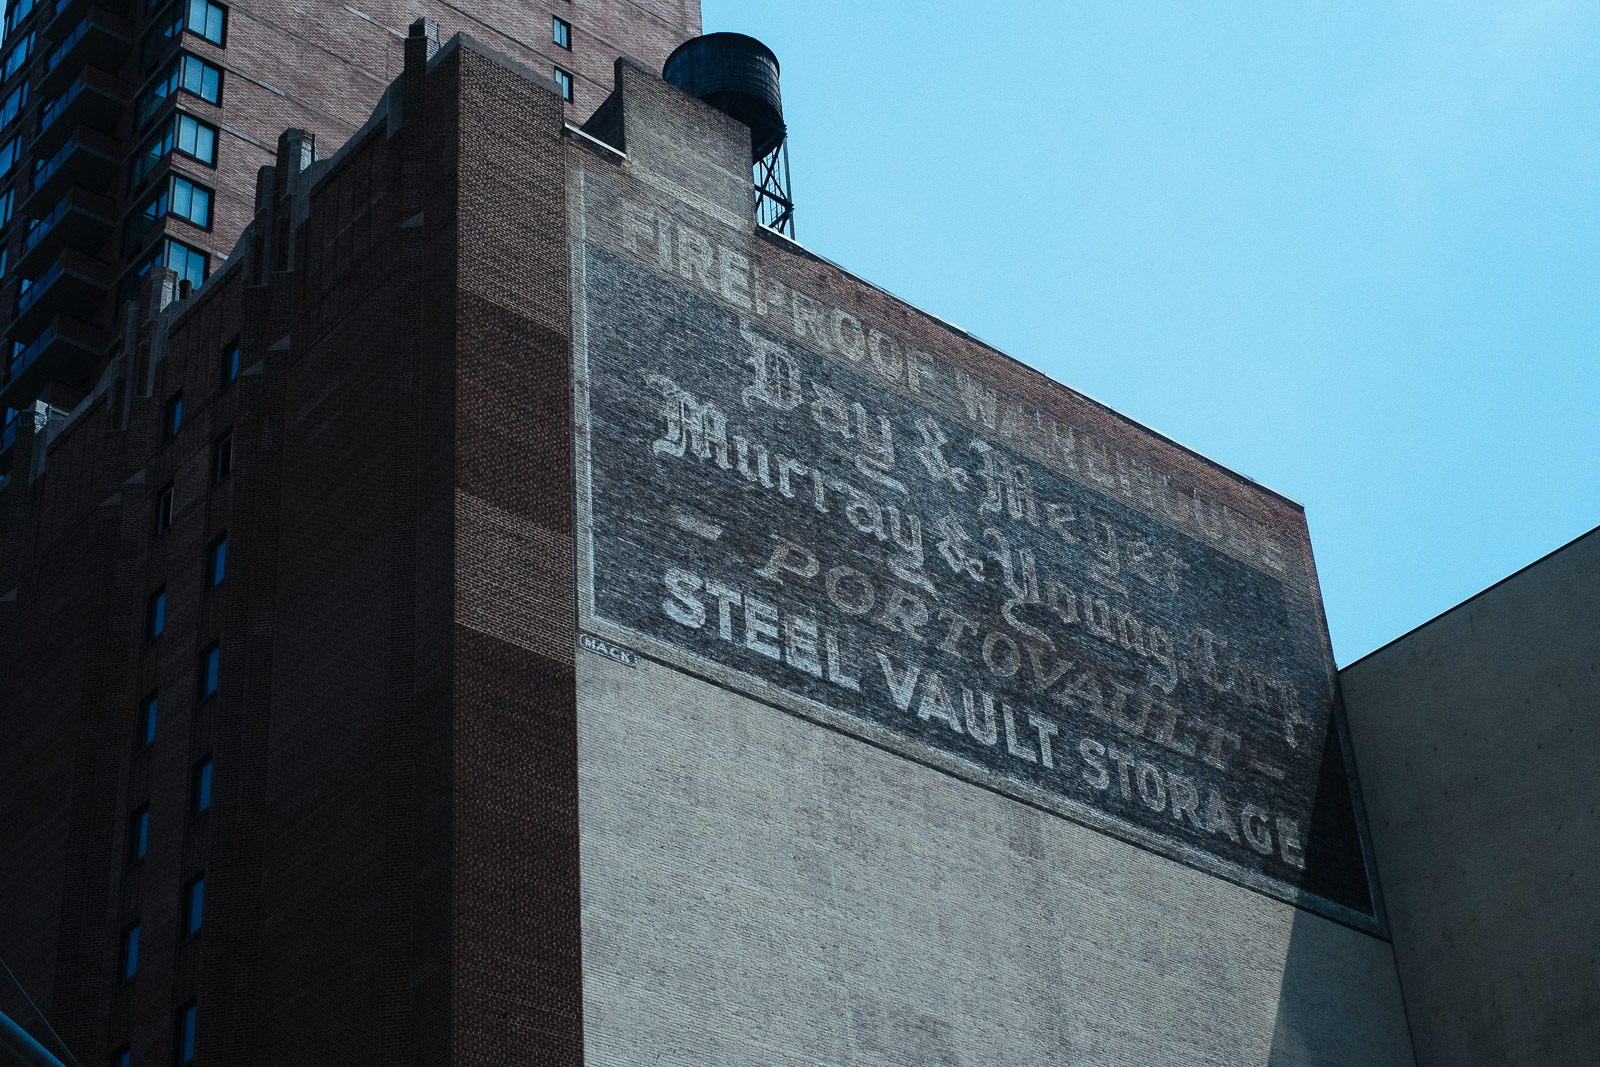 FIREPROOF WAREHOUSE
Day & Meyer
Murray & Young, Corp
- PORTOVAULT -
STEEL VAULT STORAGE
MACK